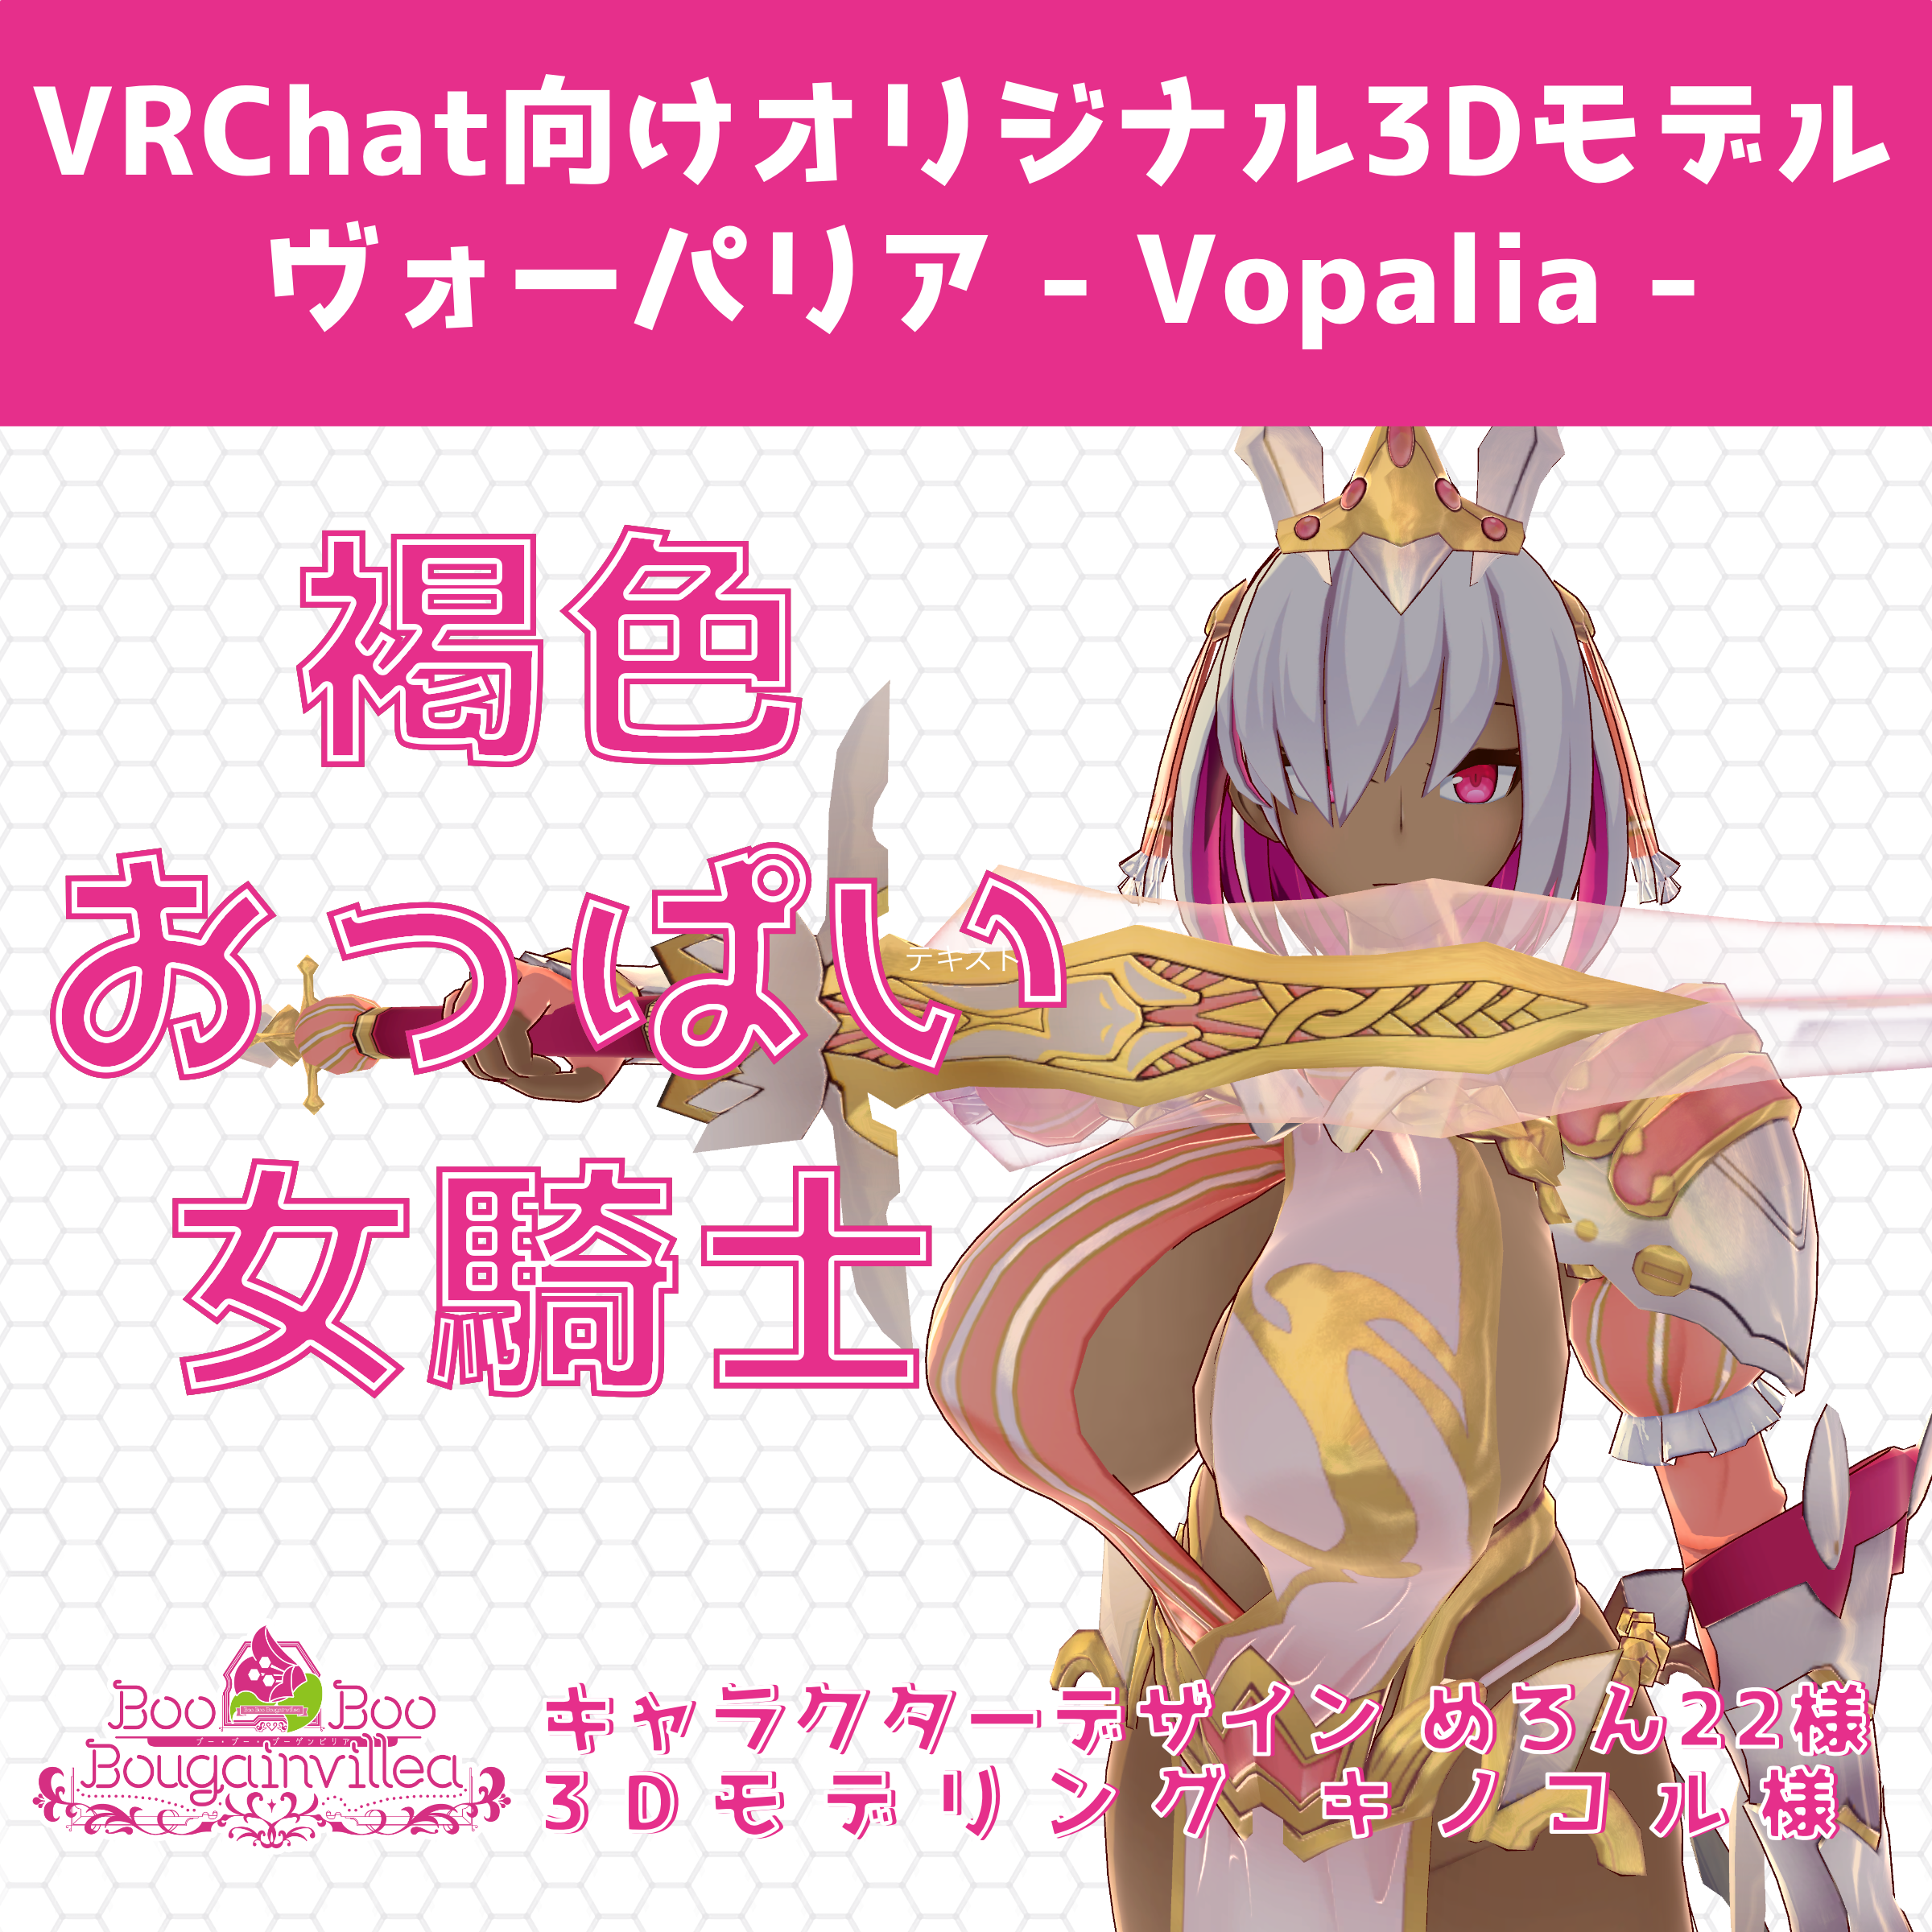 VRChat向けオリジナル3Dモデル
ヴォーパリア - Vopalia -
褐色
おっぱい
テキスト
女騎士
Boo Boo
ブー・ブー・ブーゲンビリア
Bougainvillea
キャラクターデザイン めろん22様
3Dモデリング キノコル様